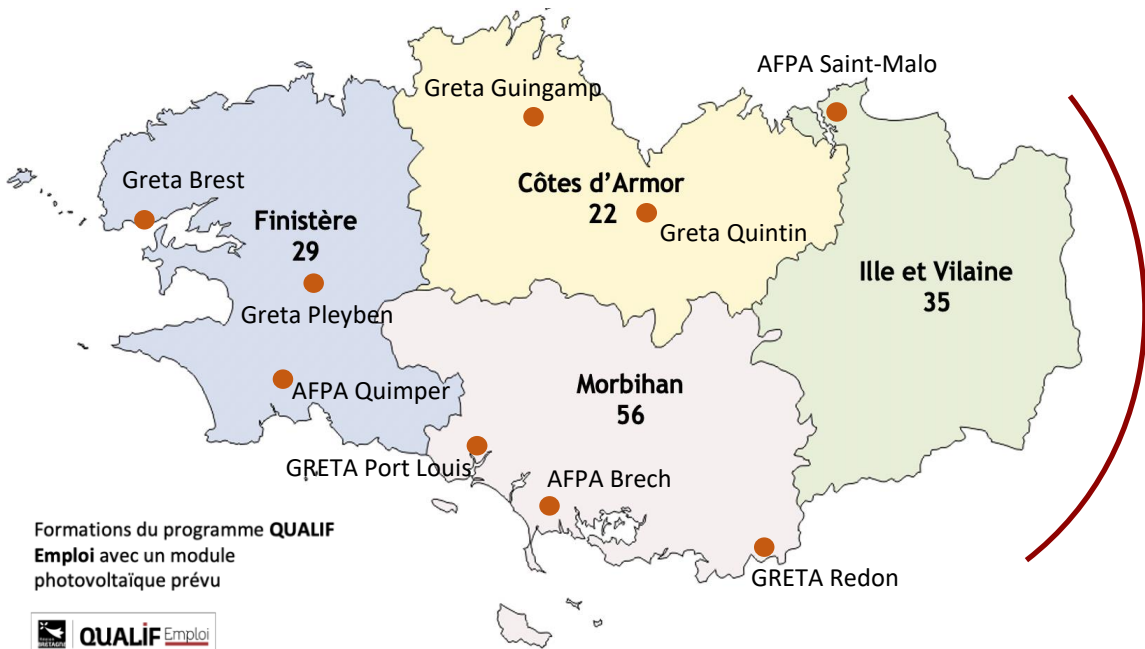 AFPA Saint-Malo
Greta Guingamp
Greta Brest
Côtes d’Armor
22
Finistère
29
Greta Quintin
Ille et Vilaine
35
Greta Pleyben
Morbihan
56
AFPA Quimper
GRETA Port Louis
AFPA Brech
GRETA Redon
Formations du programme QUALIF
Emploi avec un module
photovoltaïque prévu
BRETAGNE
QUALIF Emploi